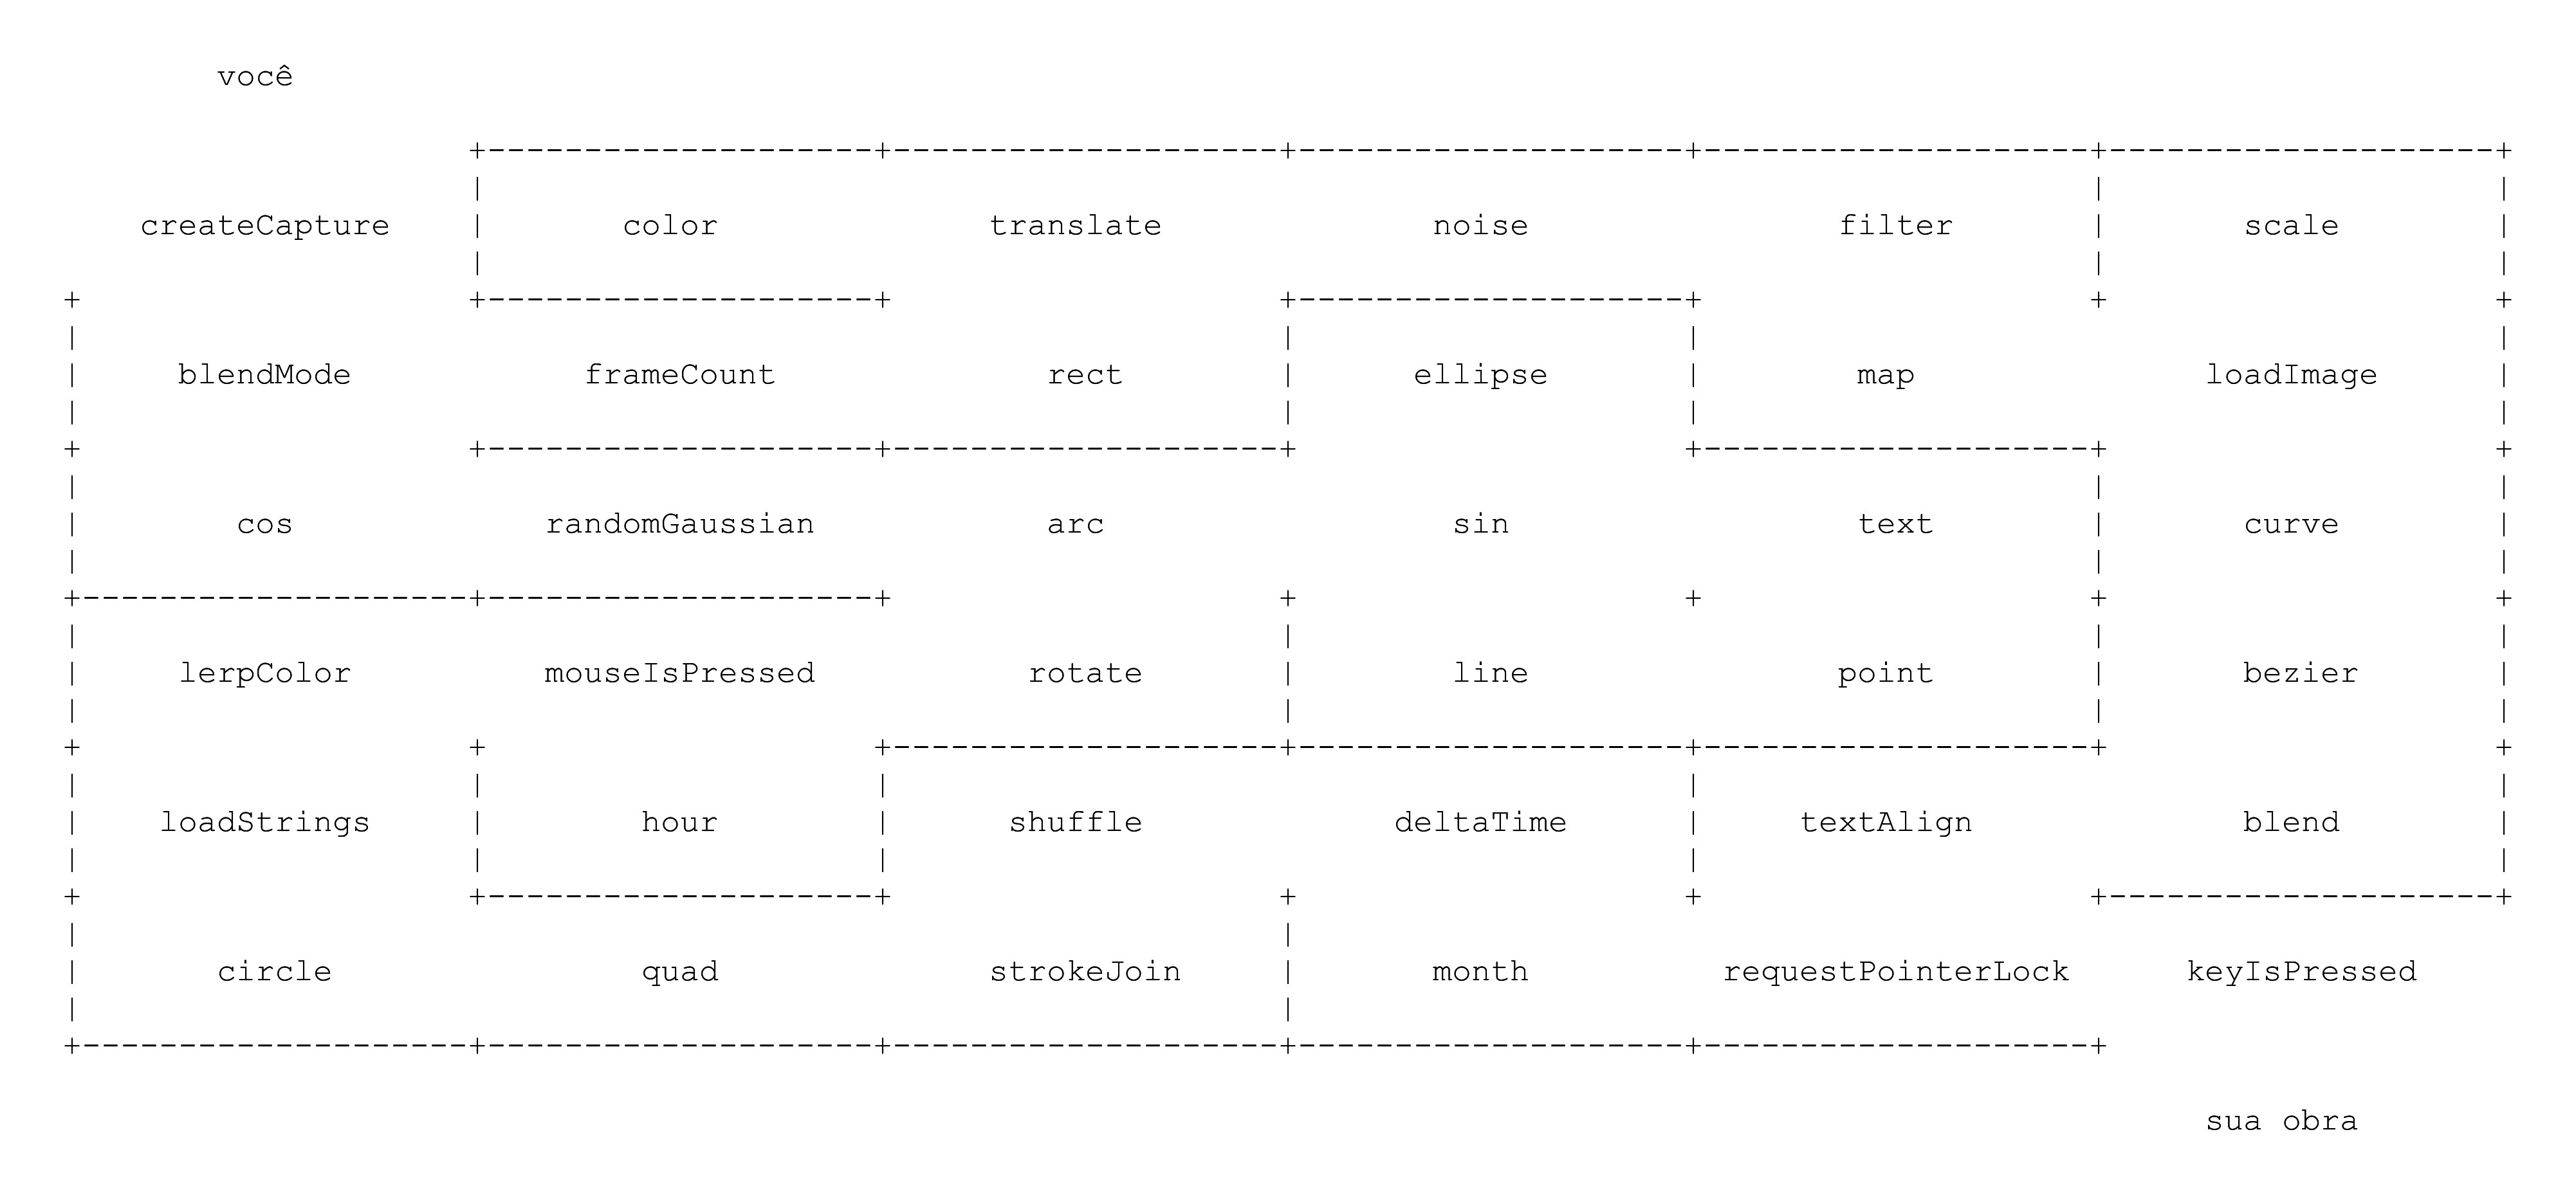 você
createCapture color translate noise filter scale
blendMode frameCount rect ellipse map loadImage
cos randomGaussian arc sin text curve
lerpColor mouseIsPressed rotate line point bezier
loadStrings hour shuffle deltaTime textAlign blend
circle quad strokeJoin month requestPointerLock keyIsPressed
sua obra